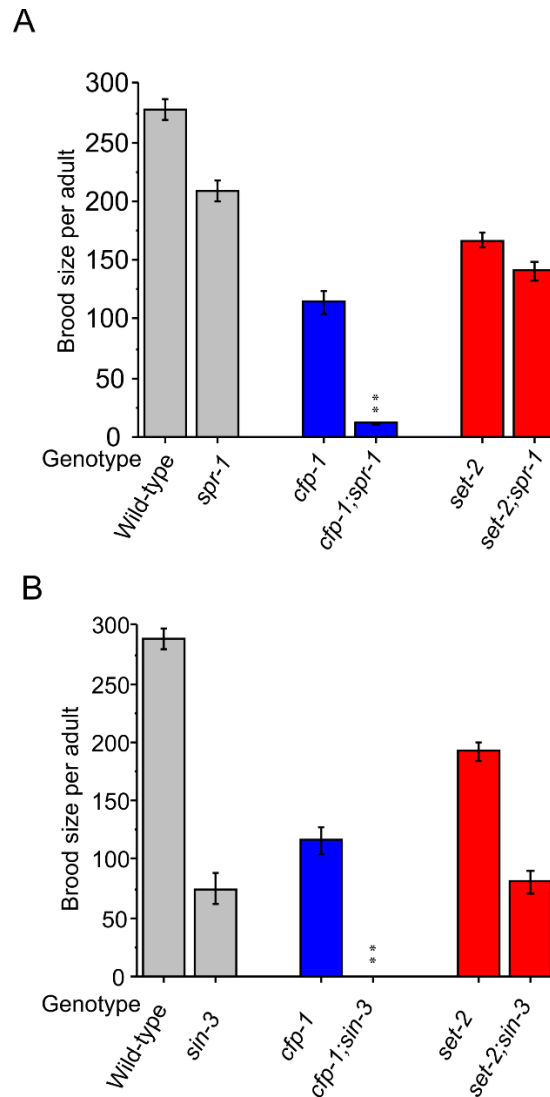 A
Brood size per adult
300
250
200
150
100
50
0
**
Genotype
Wild-type
spr-1
cfp-1
cfp-1;spr-1
set-2
set-2;spr-1
B
Brood size per adult
300
250
200
150
100
50
0
**
Genotype
Wild-type
sin-3
cfp-1
cfp-1;sin-3
set-2
set-2;sin-3